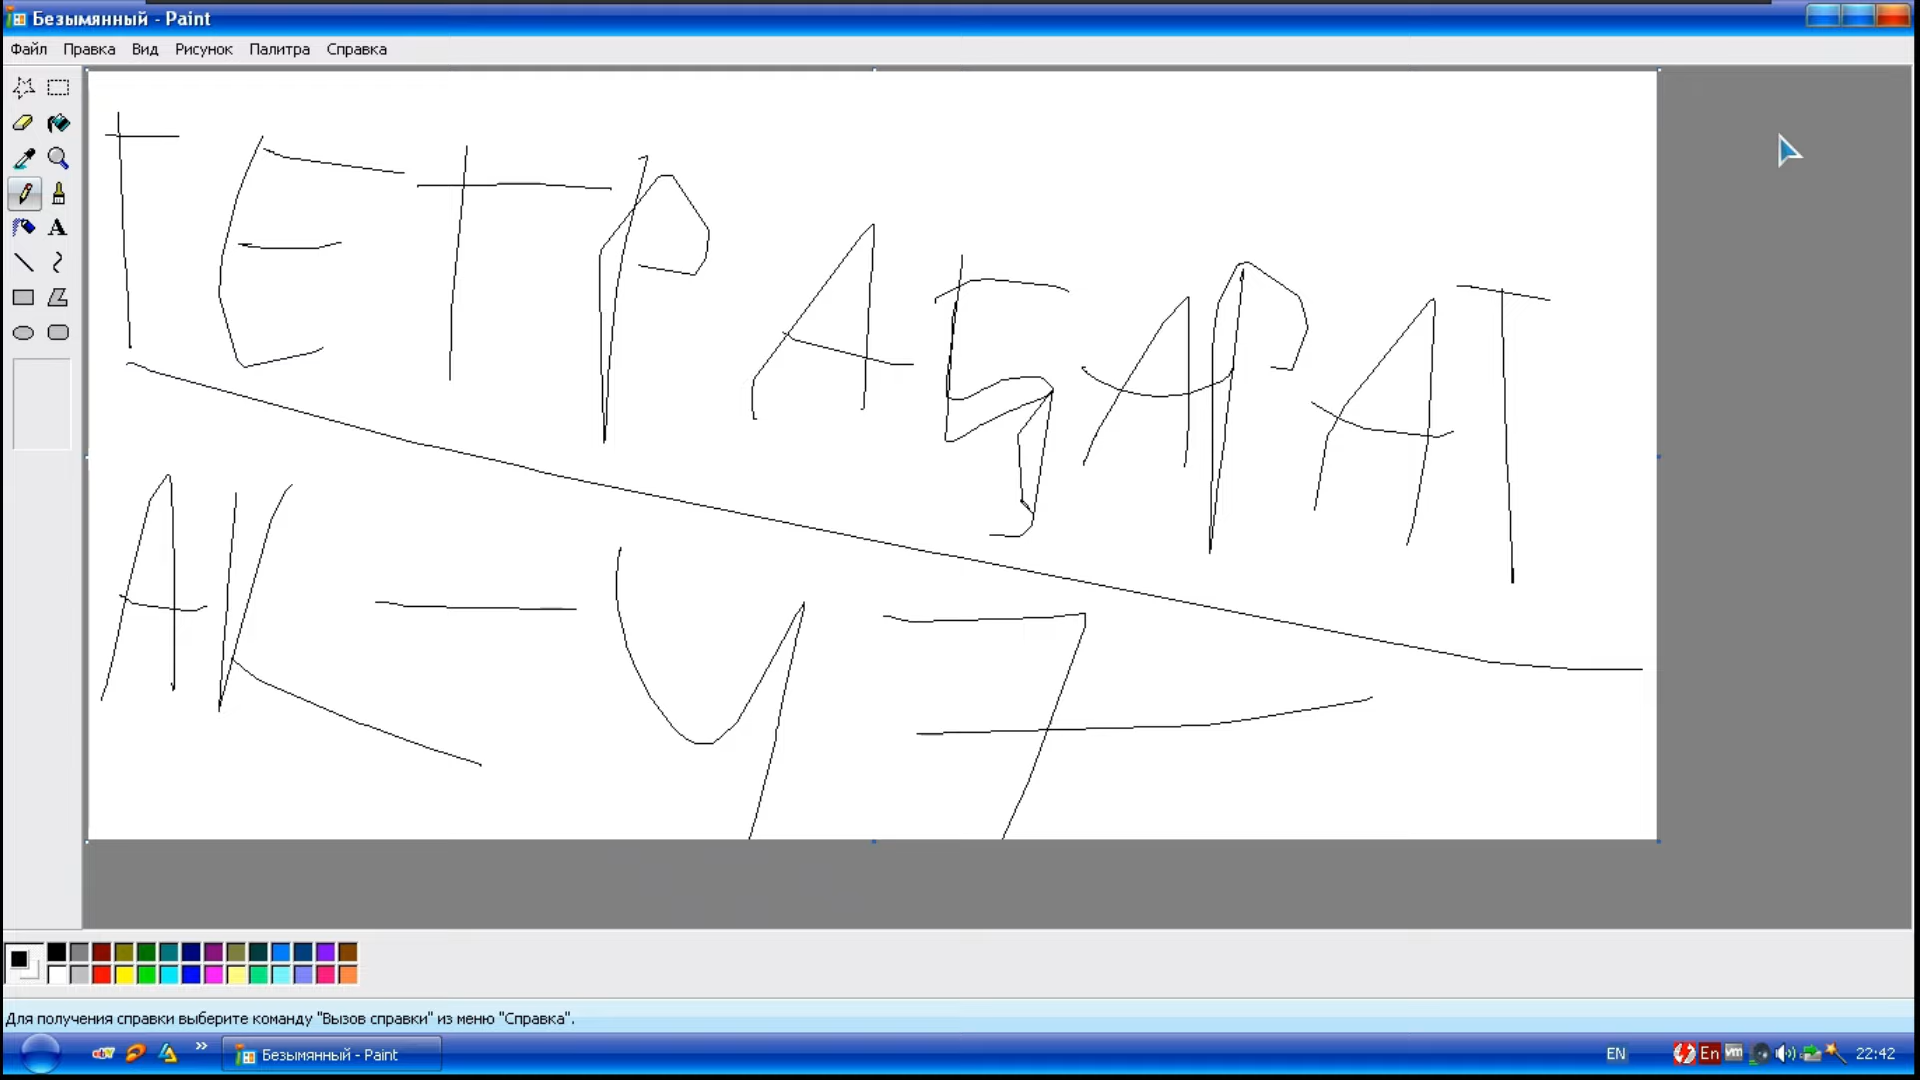 Безымянный - Paint
Файл Правка Вид Рисунок Палитра Справка
ТЕТРАБАРАТ
АК - У7
Для получения справки выберите команду "Вызов справки" из меню "Справка".
Безымянный - Paint
EN
En
22:42